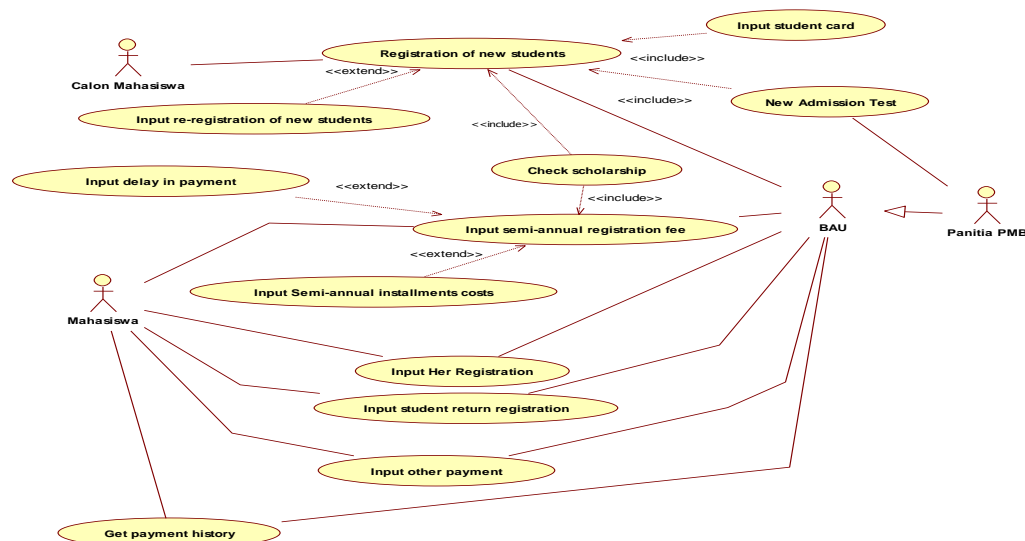 Input student card
Registration of new students
<<include>>
Calon Mahasiswa
<<extend>>
<<include>>
New Admission Test
Input re-registration of new students
<<include>>
Check scholarship
Input delay in payment
<<extend>>
<<include>>
Input semi-annual registration fee
BAU
Panitia PMB
<<extend>>
Input Semi-annual installments costs
Mahasiswa
Input Her Registration
Input student return registration
Input other payment
Get payment history